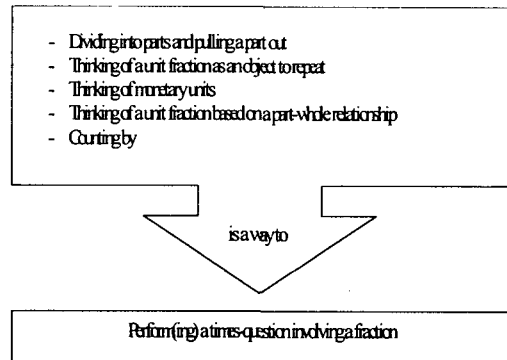 - Dividing into parts and pulling a part out
- Thinking of a unit fraction as an object to repeat
- Thinking of monetary units
- Thinking of a unit fraction based on a part-whole relationship
- Counting by
is a way to
Perform(ing) a times-question involving a fraction